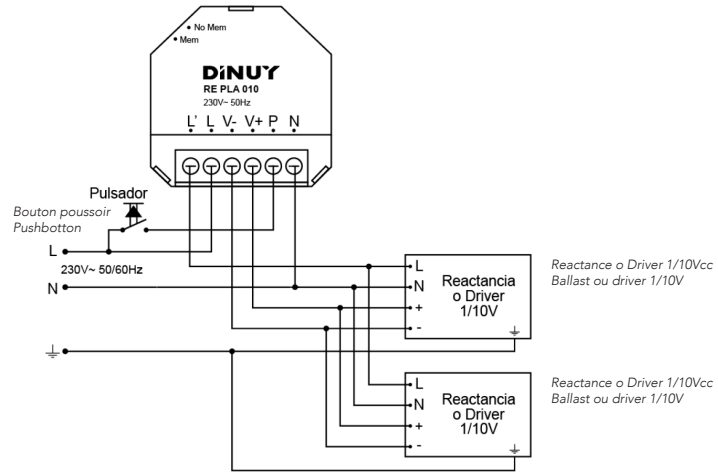 No Mem
Mem
DiNUY
RE PLA 010
230V~ 50Hz
L' L V- V+ P N
Pulsador
Bouton poussoir
Pushbotton
L
230V~ 50/60Hz
N
L
N
+
-
Reactancia
o Driver
1/10V
Reactance o Driver 1/10Vcc
Ballast ou driver 1/10V
L
N
+
-
Reactancia
o Driver
1/10V
Reactance o Driver 1/10Vcc
Ballast ou driver 1/10V